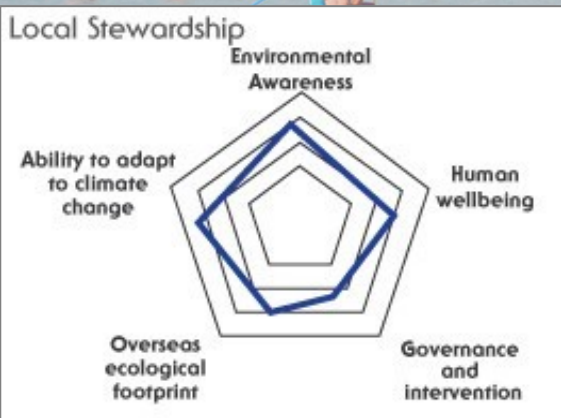 Local Stewardship
Environmental
Awareness
Ability to adapt
to climate
change
Human
wellbeing
Overseas
ecological
footprint
Governance
and
intervention